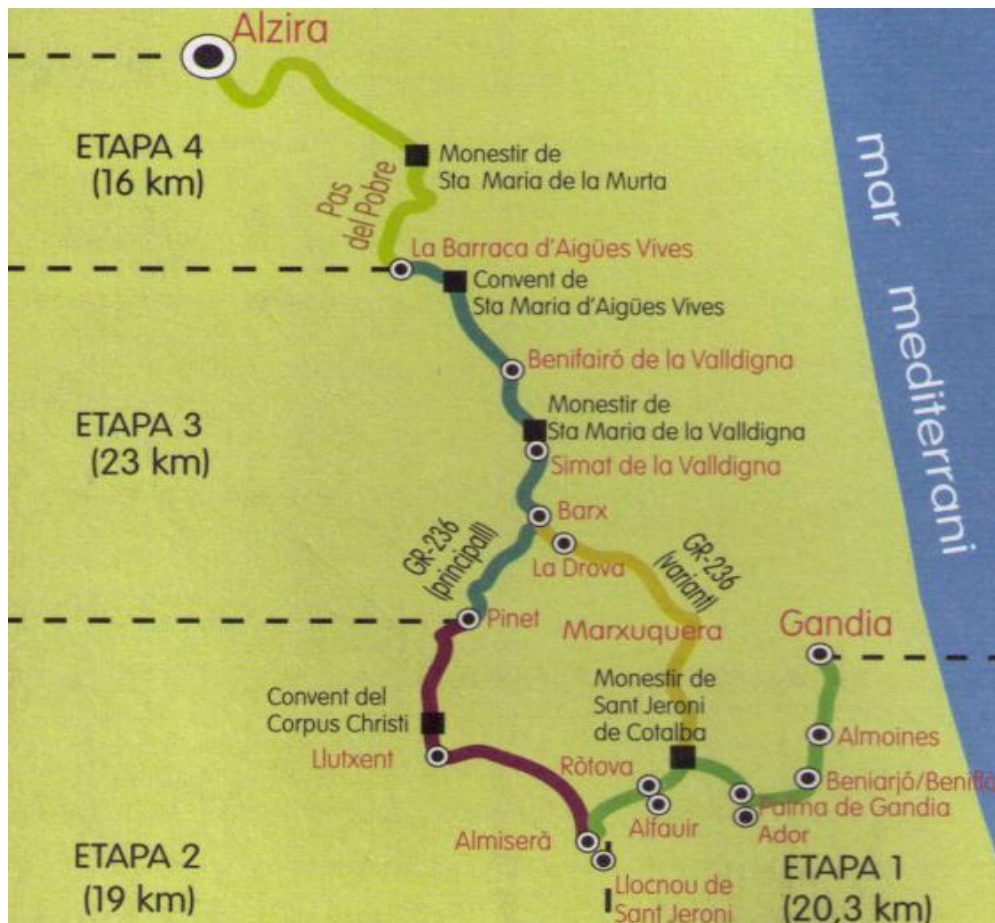 Alzira
ETAPA 4
(16 km)
Monestir de
Sta Maria de la Murta
Pas
del Pobre
La Barraca d'Aigües Vives
Convent de
Sta Maria d'Aigües Vives
mar mediterrani
Benifairó de la Valldigna
ETAPA 3
(23 km)
Monestir de
Sta Maria de la Valldigna
Simat de la Valldigna
Barx
GR-236
(principall)
La Drova
GR-236
(variant)
Pinet
Marxuquera
Gandia
Convent del
Corpus Christi
Monestir de
Sant Jeroni
de Cotalba
Llutxent
Ròtova
Almoines
Beniarjó/Beniflà
Palma de Gandia
Alfauir
Ador
Almiserà
ETAPA 2
(19 km)
Llocnou de
Sant Jeroni
ETAPA 1
(20,3 km)